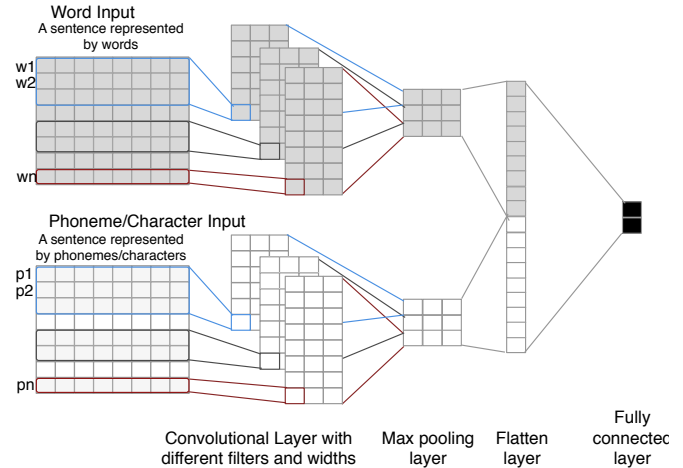 Word Input
A sentence represented
by words
w1
w2
wn
Phoneme/Character Input
A sentence represented
by phonemes/characters
p1
p2
pn
Convolutional Layer with
different filters and widths
Max pooling
layer
Flatten
layer
Fully
connected
layer